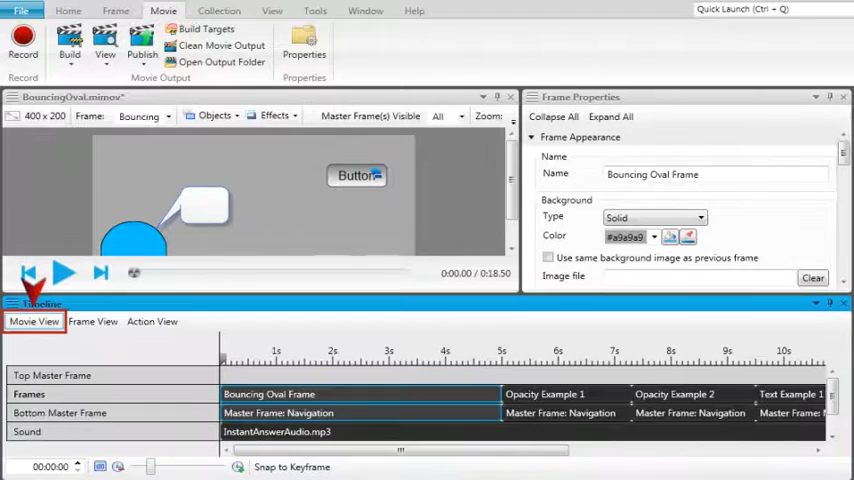 File Home Frame Movie Collection View Tools Window Help Quick Launch (Ctrl + Q)
Record Build View Publish Build Targets Properties
Clean Movie Output
Open Output Folder
Record Movie Output Properties
BouncingOval.mimov* Frame Properties
400 x 200 Frame: Bouncing Objects Effects Master Frame(s) Visible All Zoom: Collapse All Expand All
Frame Appearance
Name
Button Name Bouncing Oval Frame
Background
Type Solid
Color #a9a9a9
Use same background image as previous frame
0:00.00 / 0:18.50 Image file Clear
Timeline
Movie View Frame View Action View
1s 2s 3s 4s 5s 6s 7s 8s 9s 10s
Top Master Frame
Frames Bouncing Oval Frame Opacity Example 1 Opacity Example 2 Text Example 1
Bottom Master Frame Master Frame: Navigation Master Frame: Navigation Master Frame: Navigation Master Frame:
Sound InstantAnswerAudio.mp3
00:00:00 Snap to Keyframe